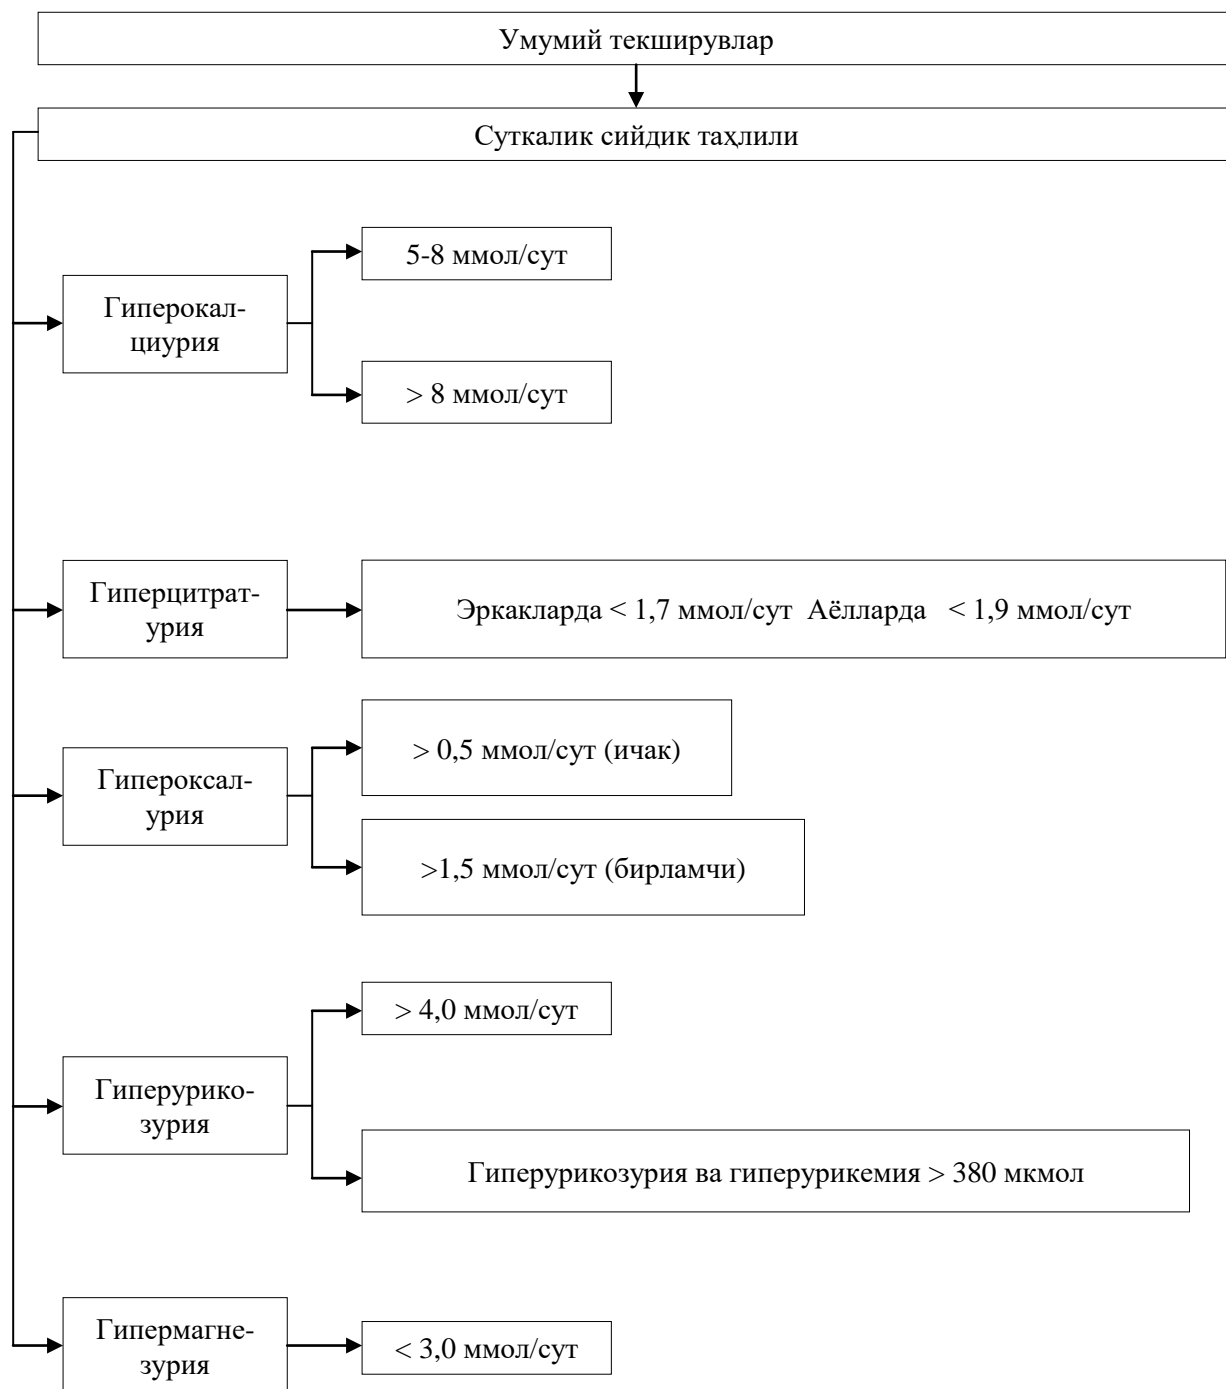 Умумий текширувлар
Суткалик сийдик таҳлили
Гиперокал-
циурия
5-8 ммол/сут
> 8 ммол/сут
Гиперцитрат-
урия
Эркакларда < 1,7 ммол/сут Аёлларда < 1,9 ммол/сут
Гипероксал-
урия
> 0,5 ммол/сут (ичак)
>1,5 ммол/сут (бирламчи)
Гиперурико-
зурия
> 4,0 ммол/сут
Гиперурикозурия ва гиперурикемия > 380 мкмол
Гипермагне-
зурия
< 3,0 ммол/сут